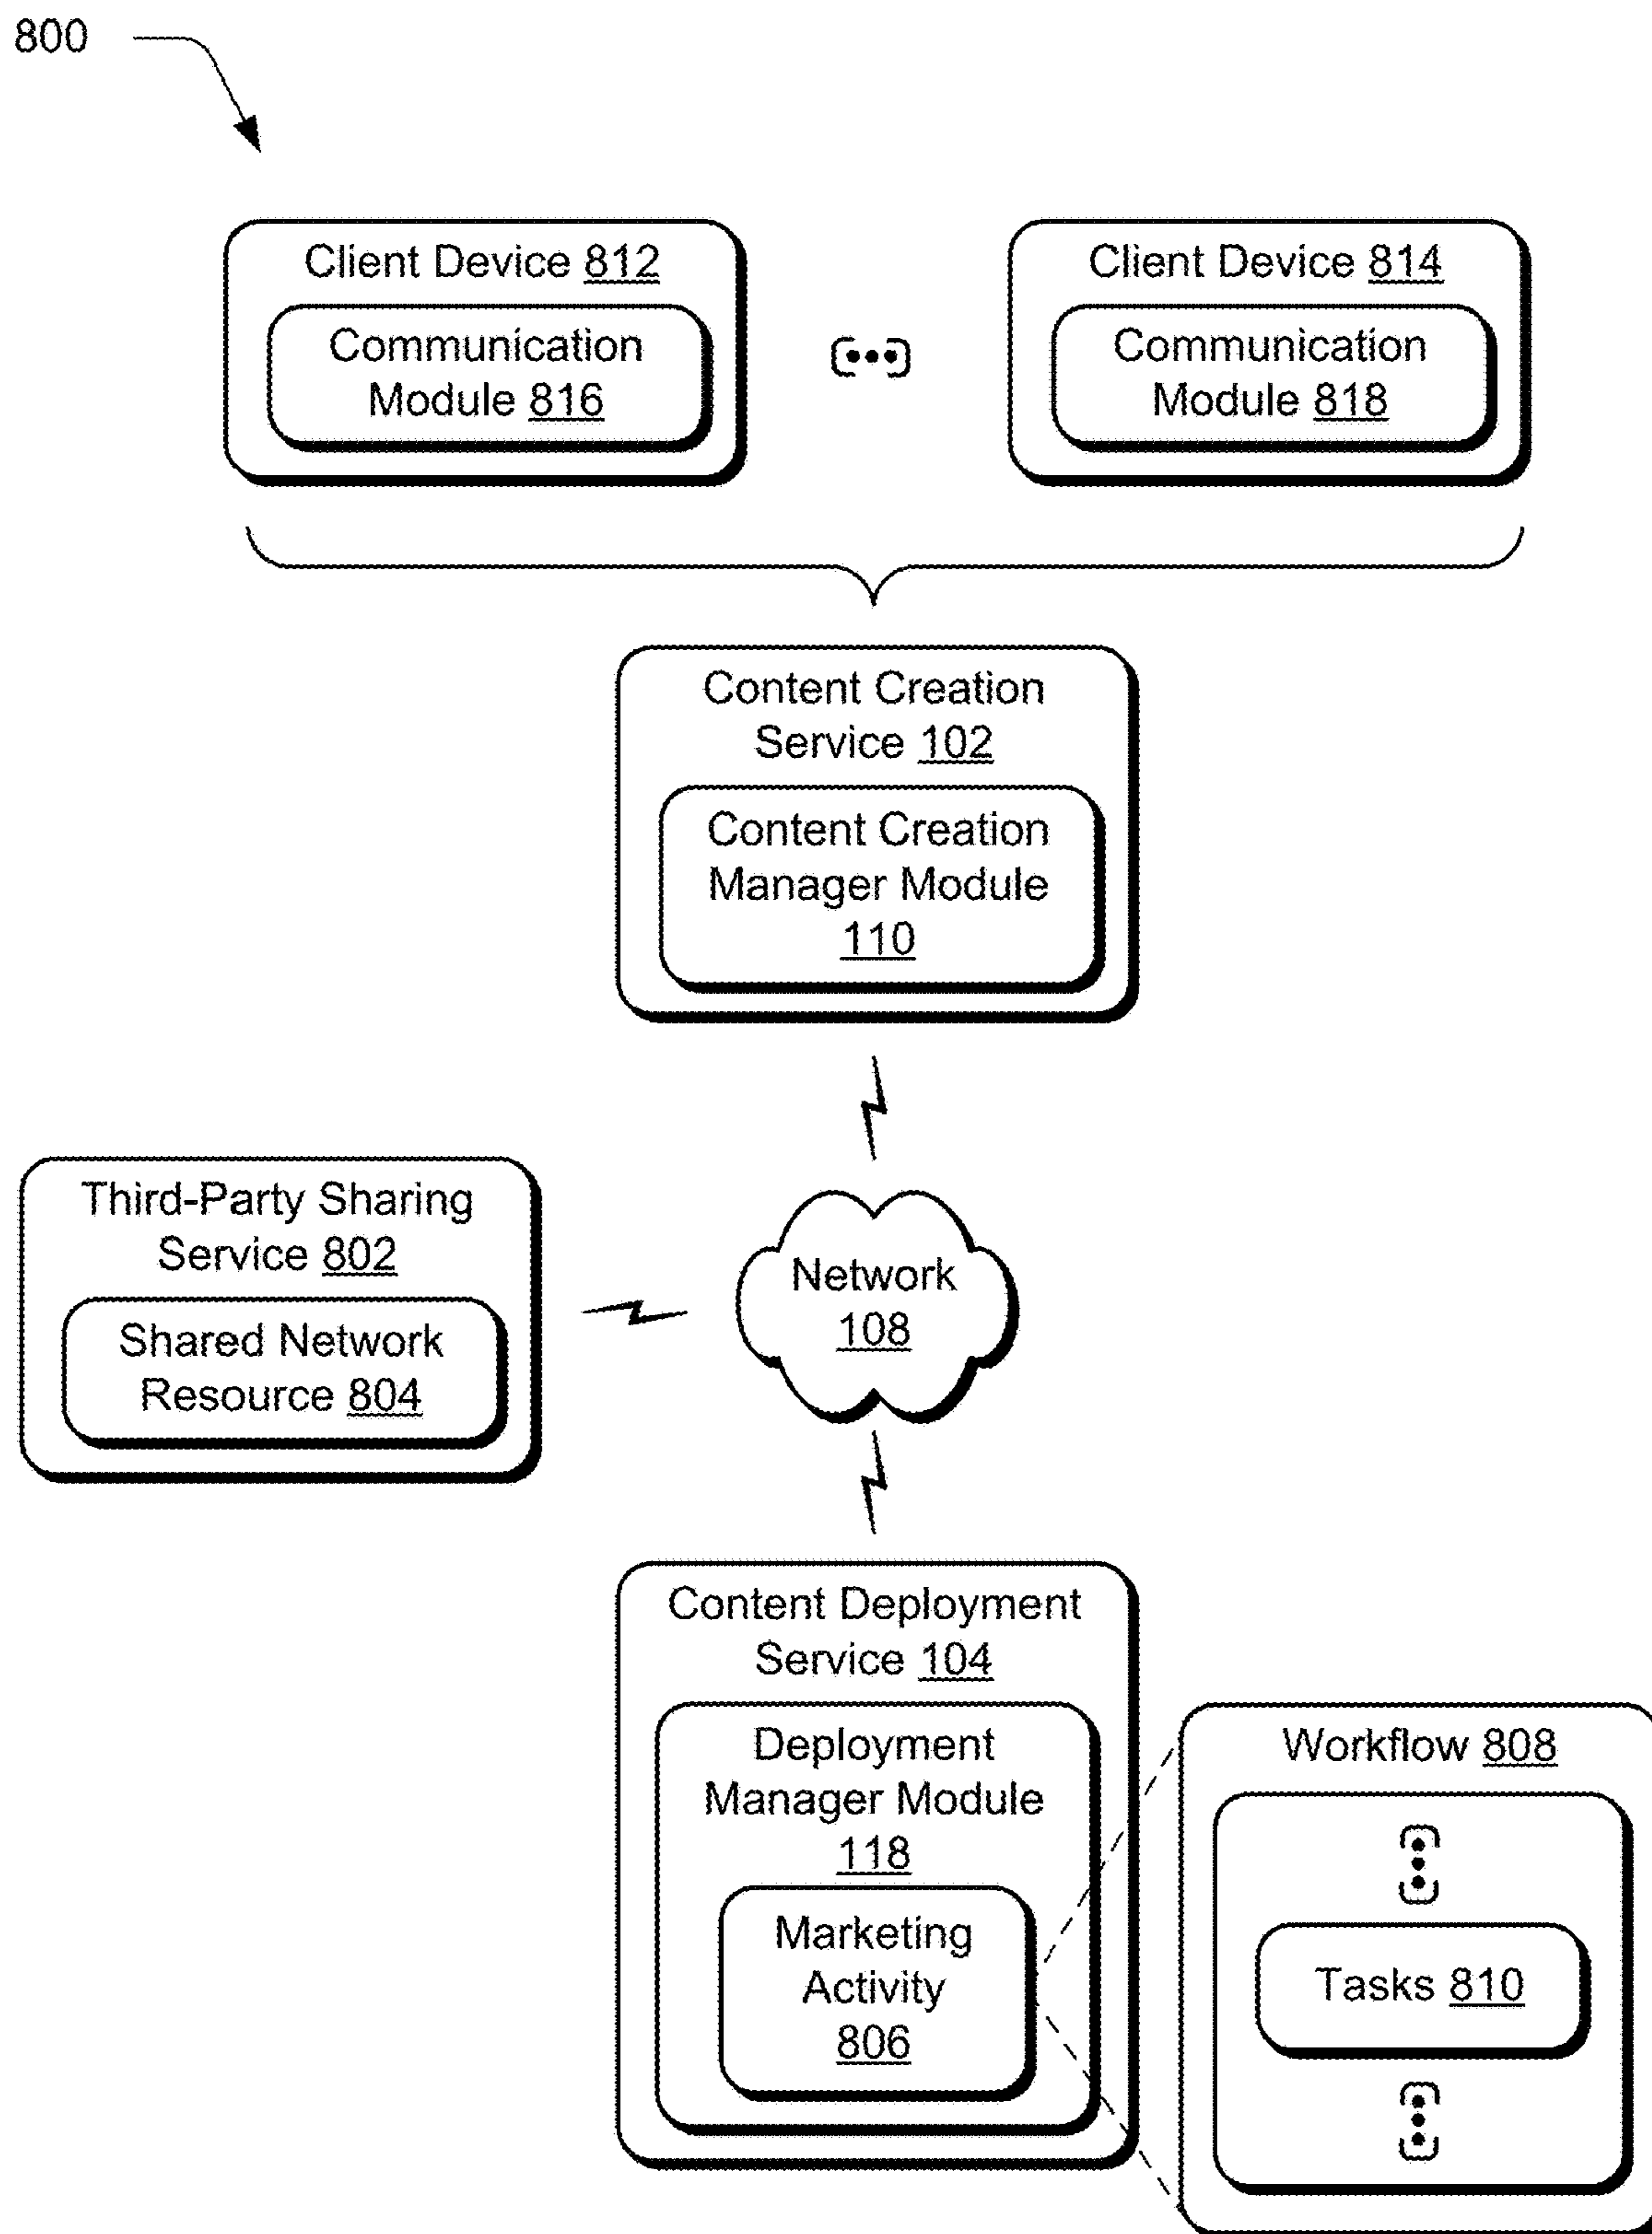 800
Client Device 812
Communication
Module 816
Client Device 814
Communication
Module 818
Content Creation
Service 102
Content Creation
Manager Module
110
Third-Party Sharing
Service 802
Shared Network
Resource 804
Network
108
Content Deployment
Service 104
Deployment
Manager Module
118
Marketing
Activity
806
Workflow 808
Tasks 810